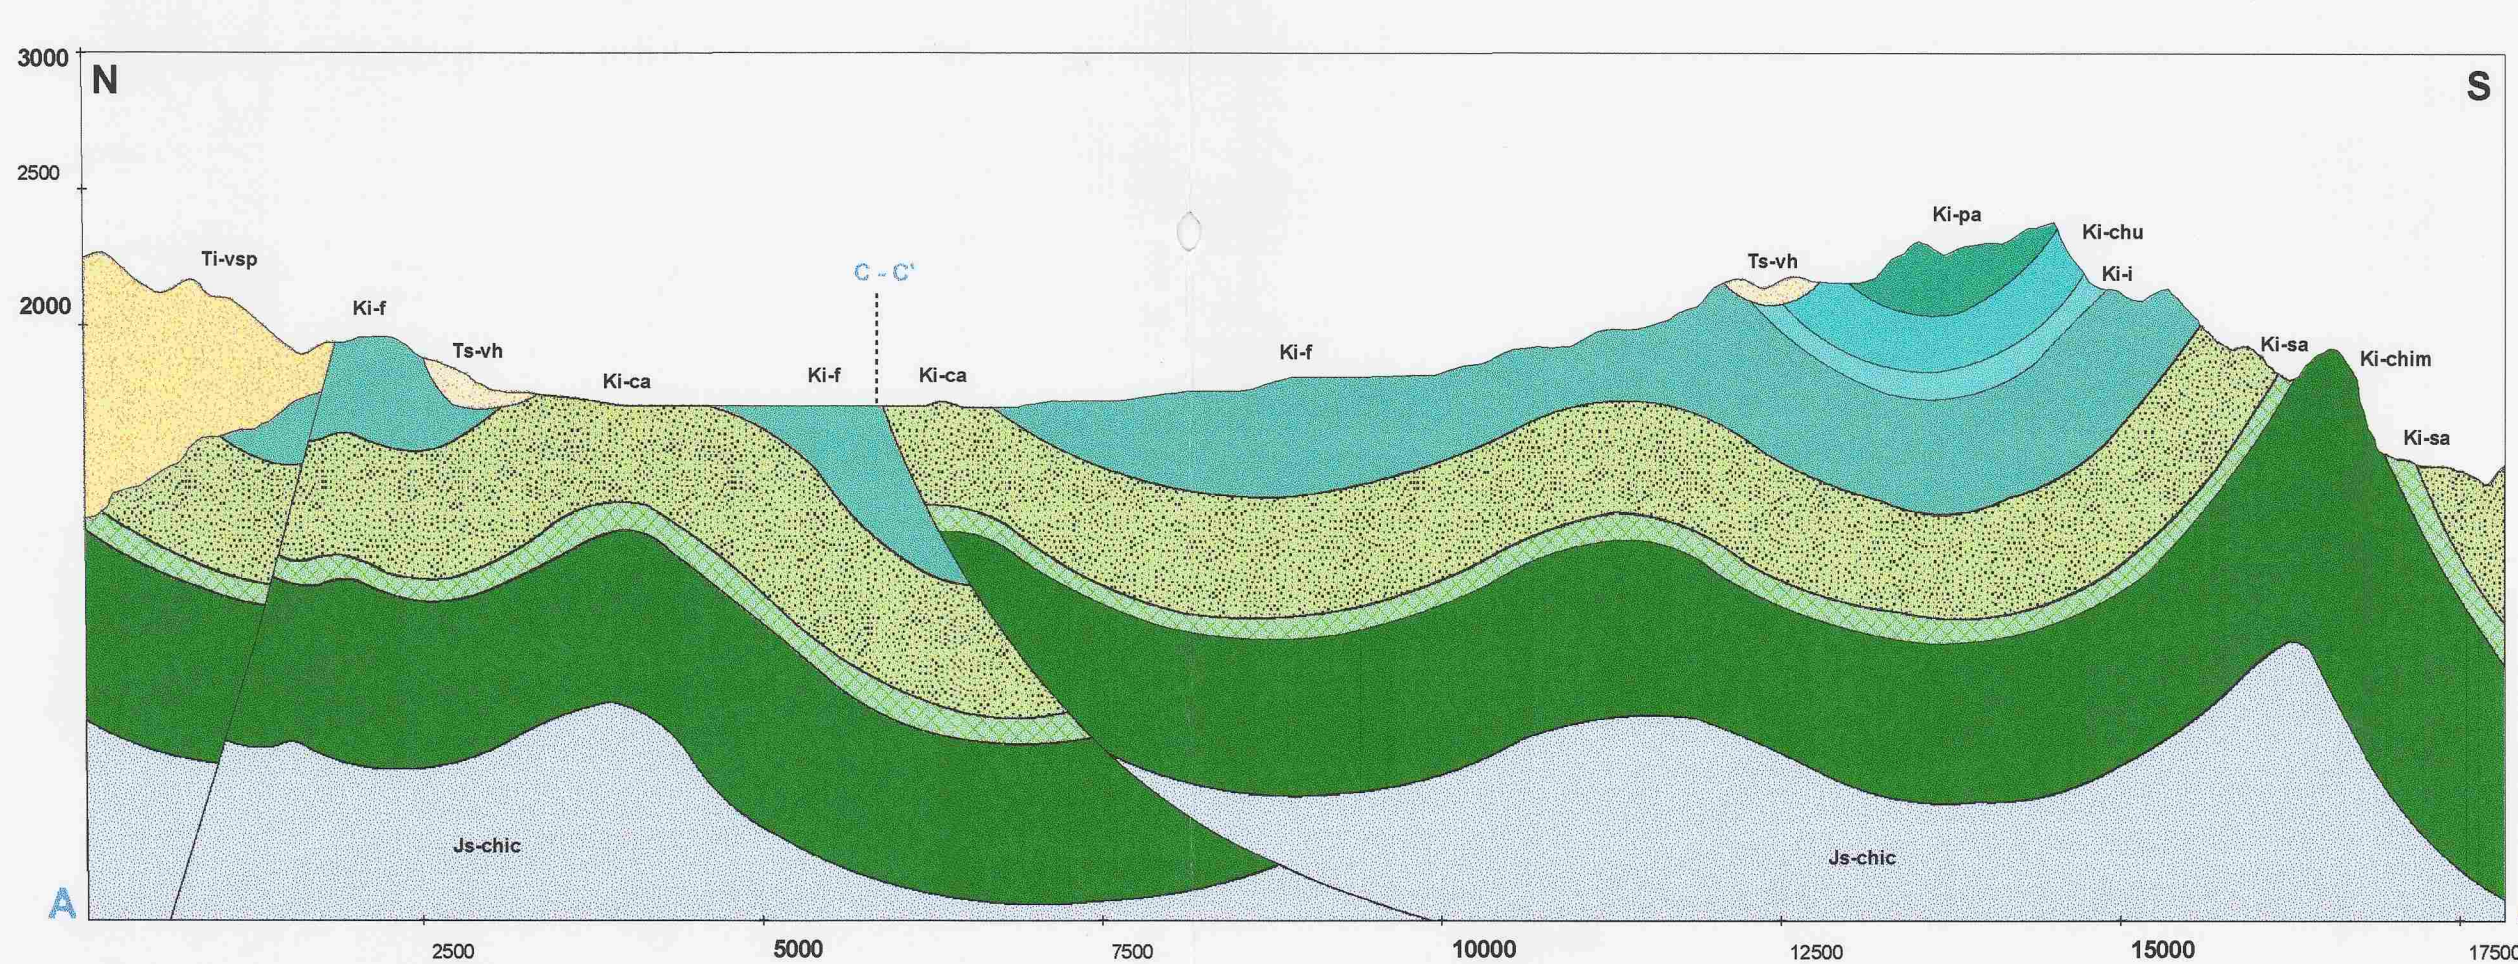 3000
N
S
2500
2000
Ti-vsp
Ki-f
Ts-vh
Ki-ca
Ki-f
C - C'
Ki-ca
Ki-f
Ts-vh
Ki-pa
Ki-chu
Ki-i
Ki-sa
Ki-chim
Ki-sa
Js-chic
Js-chic
A
2500
5000
7500
10000
12500
15000
17500